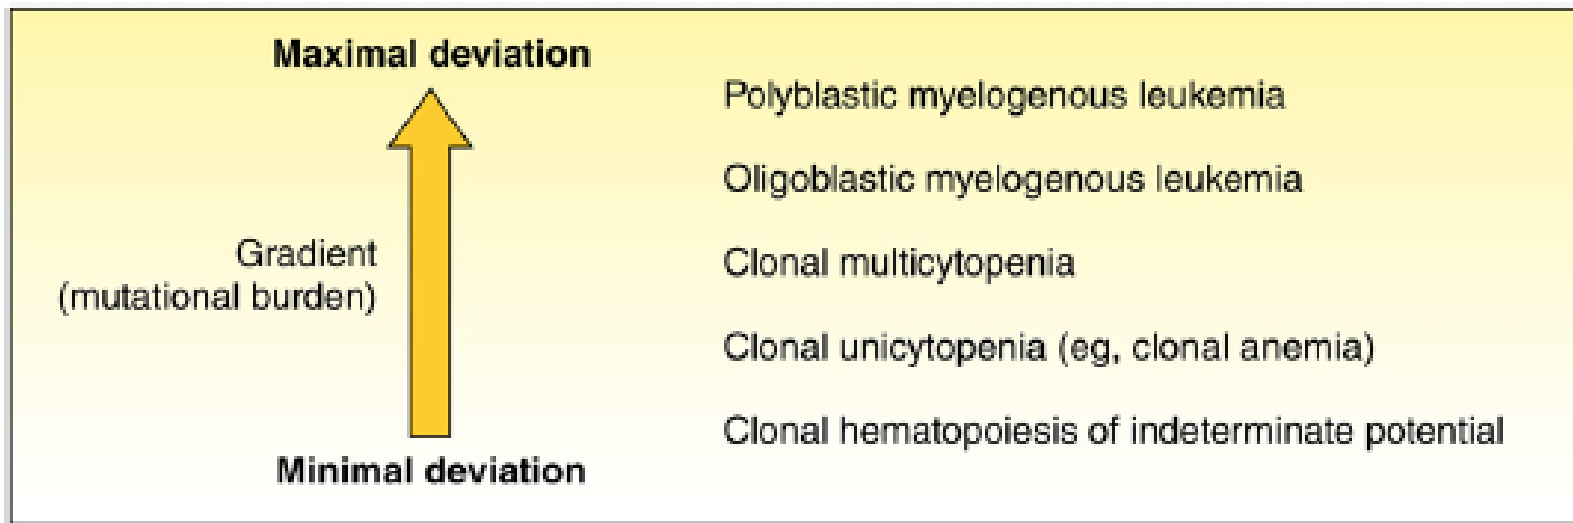 Maximal deviation
Gradient
(mutational burden)
Minimal deviation
Polyblastic myelogenous leukemia
Oligoblastic myelogenous leukemia
Clonal multicytopenia
Clonal unicytopenia (eg, clonal anemia)
Clonal hematopoiesis of indeterminate potential